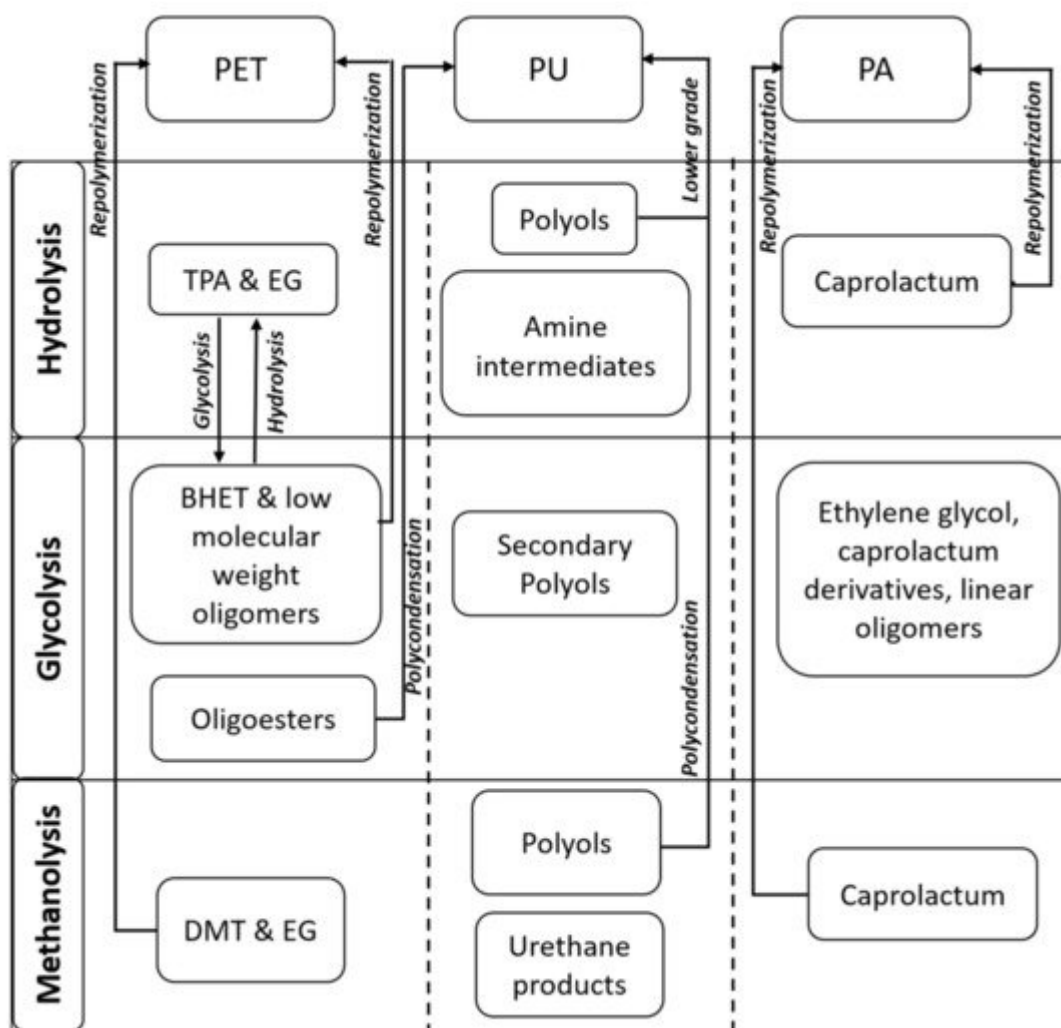 PET
PU
PA
Repolymerization
Repolymerization
Lower grade
Repolymerization
Repolymerization
Hydrolysis
TPA & EG
Glycolysis
Hydrolysis
Polyols
Amine
intermediates
Caprolactum
Glycolysis
BHET & low
molecular
weight
oligomers
Oligoesters
Polycondensation
Secondary
Polyols
Polycondensation
Ethylene glycol,
caprolactum
derivatives, linear
oligomers
Methanolysis
DMT & EG
Polyols
Urethane
products
Caprolactum